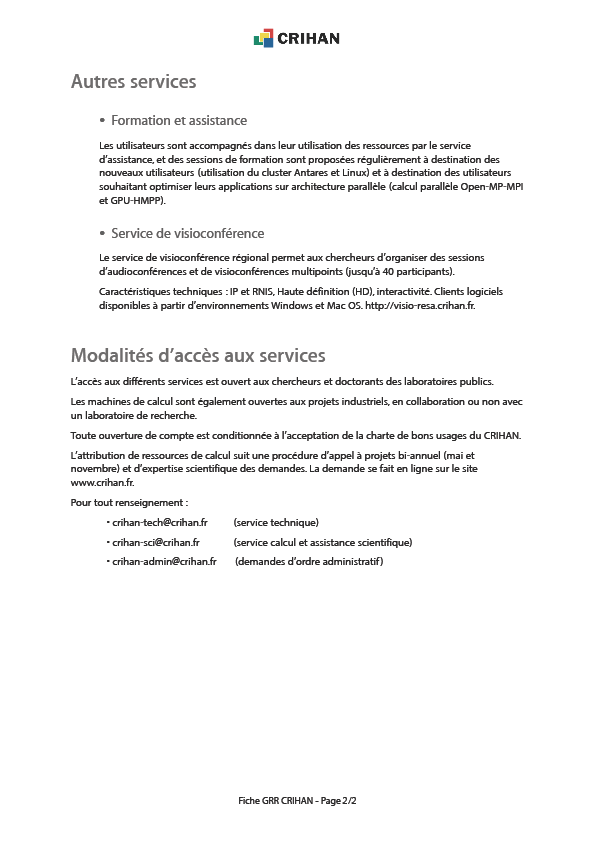 CRIHAN
Autres services
• Formation et assistance
Les utilisateurs sont accompagnés dans leur utilisation des ressources par le service
d’assistance, et des sessions de formation sont proposées régulièrement à destination des
nouveaux utilisateurs (utilisation du cluster Antares et Linux) et à destination des utilisateurs
souhaitant optimiser leurs applications sur architecture parallèle (calcul parallèle Open-MP-MPI
et GPU-HMPP).
• Service de visioconférence
Le service de visioconférence régional permet aux chercheurs d’organiser des sessions
d’audioconférences et de visioconférences multipoints (jusqu’à 40 participants).
Caractéristiques techniques : IP et RNIS, Haute définition (HD), interactivité. Clients logiciels
disponibles à partir d’environnements Windows et Mac OS. http://visio-resa.crihan.fr.
Modalités d’accès aux services
L’accès aux différents services est ouvert aux chercheurs et doctorants des laboratoires publics.
Les machines de calcul sont également ouvertes aux projets industriels, en collaboration ou non avec
un laboratoire de recherche.
Toute ouverture de compte est conditionnée à l’acceptation de la charte de bons usages du CRIHAN.
L’attribution de ressources de calcul suit une procédure d’appel à projets bi-annuel (mai et
novembre) et d’expertise scientifique des demandes. La demande se fait en ligne sur le site
www.crihan.fr.
Pour tout renseignement :
• crihan-tech@crihan.fr (service technique)
• crihan-sci@crihan.fr (service calcul et assistance scientifique)
• crihan-admin@crihan.fr (demandes d’ordre administratif)
Fiche GRR CRIHAN - Page 2/2